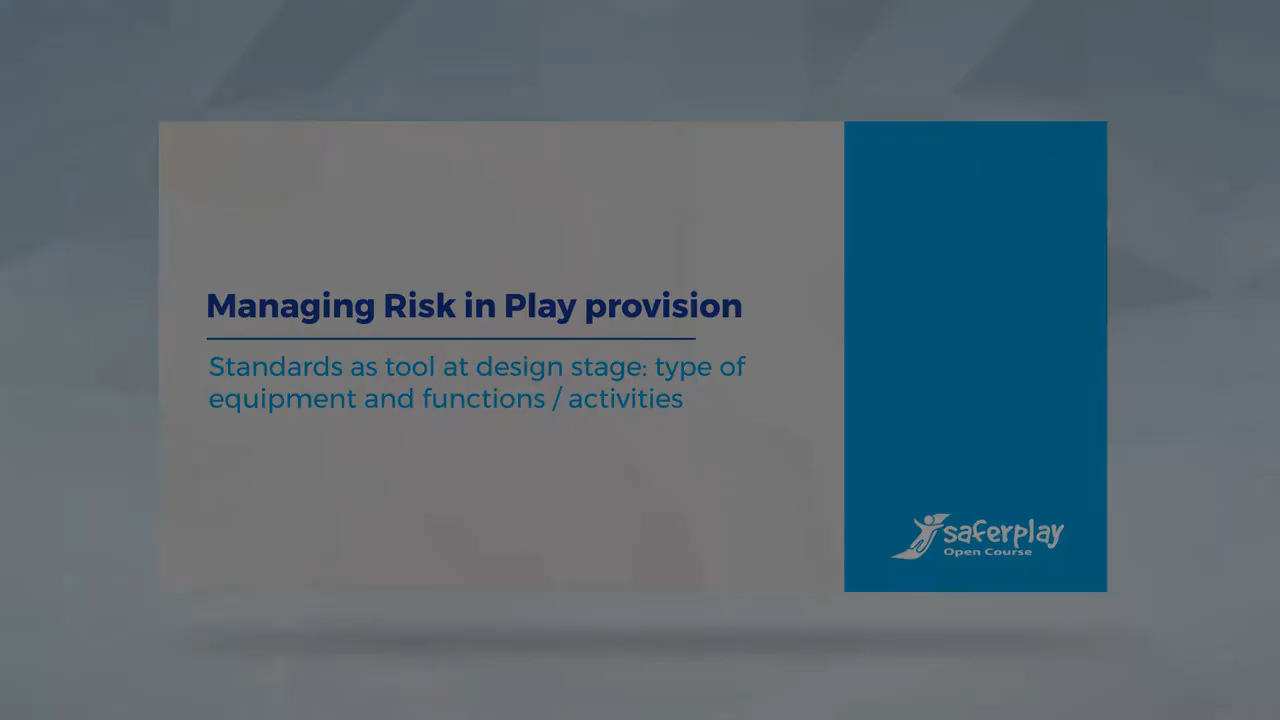 Managing Risk in Play provision
Standards as tool at design stage: type of
equipment and functions / activities
saferplay
Open Course